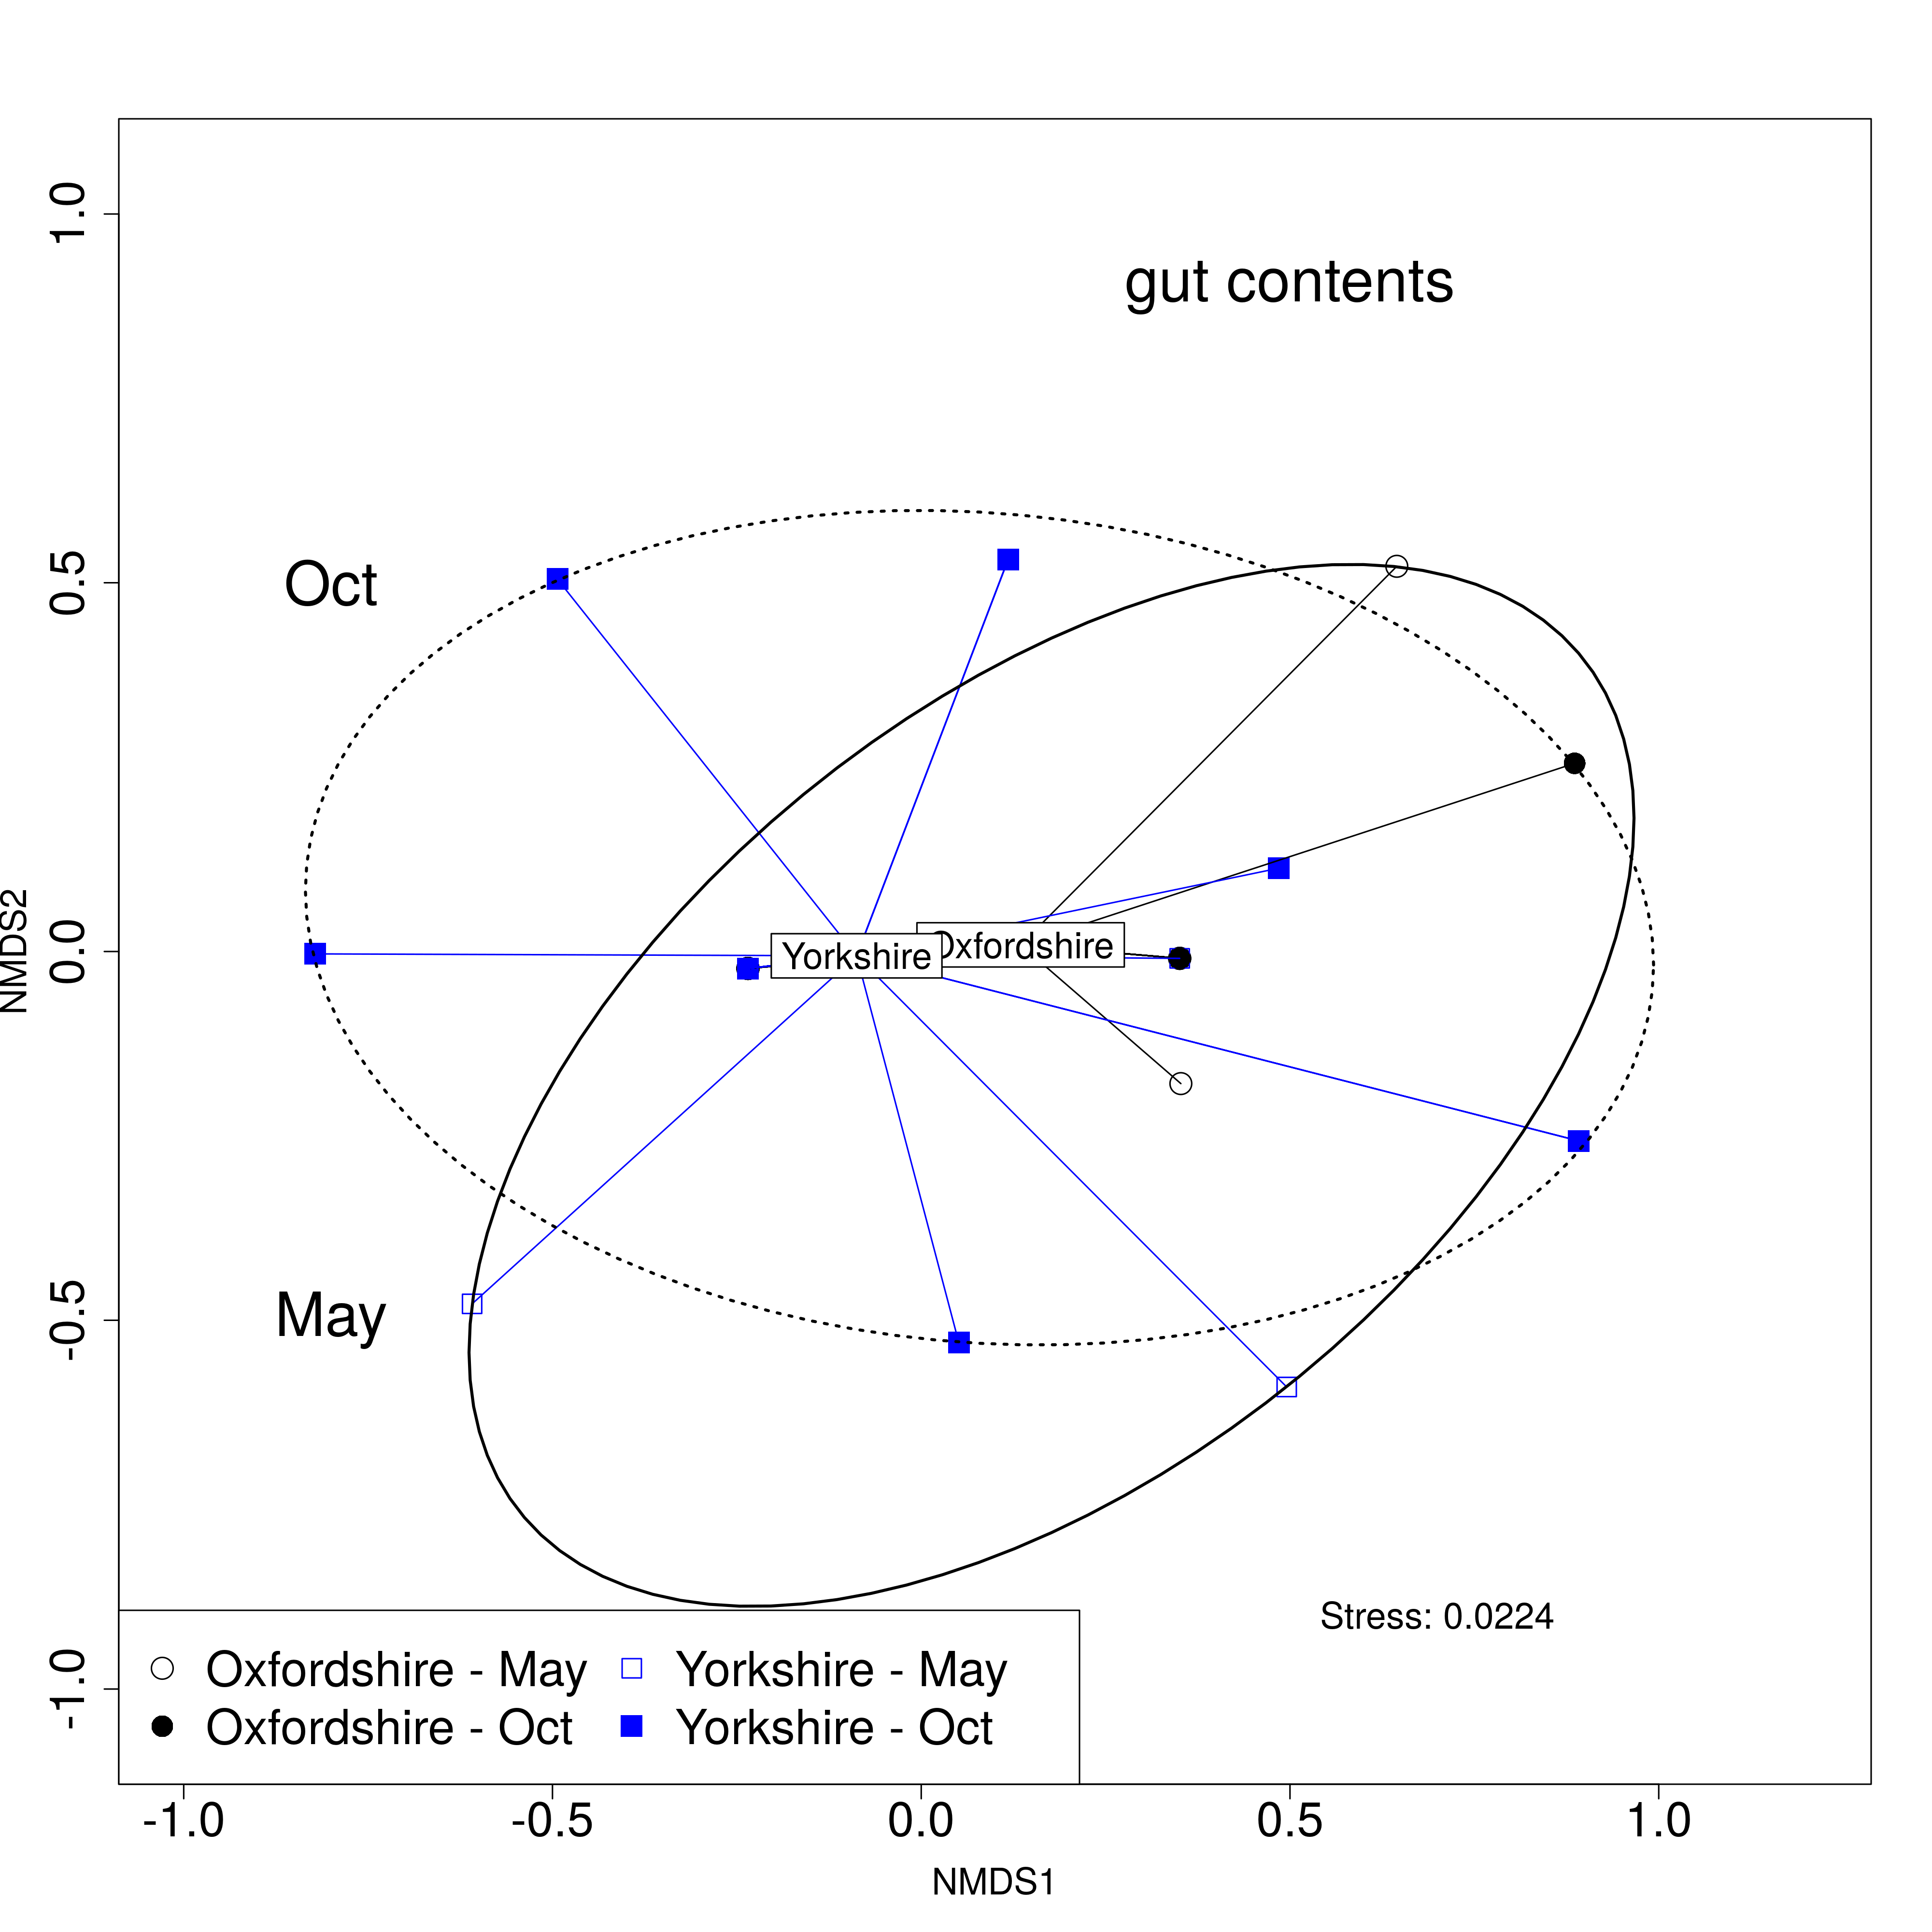 gut contents
Oct
May
Yorkshire
Oxfordshire
Stress: 0.0224
Oxfordshire - May
Yorkshire - May
Oxfordshire - Oct
Yorkshire - Oct
NMDS2
1.0
0.5
0.0
-0.5
-1.0
-1.0 -0.5 0.0 0.5 1.0
NMDS1